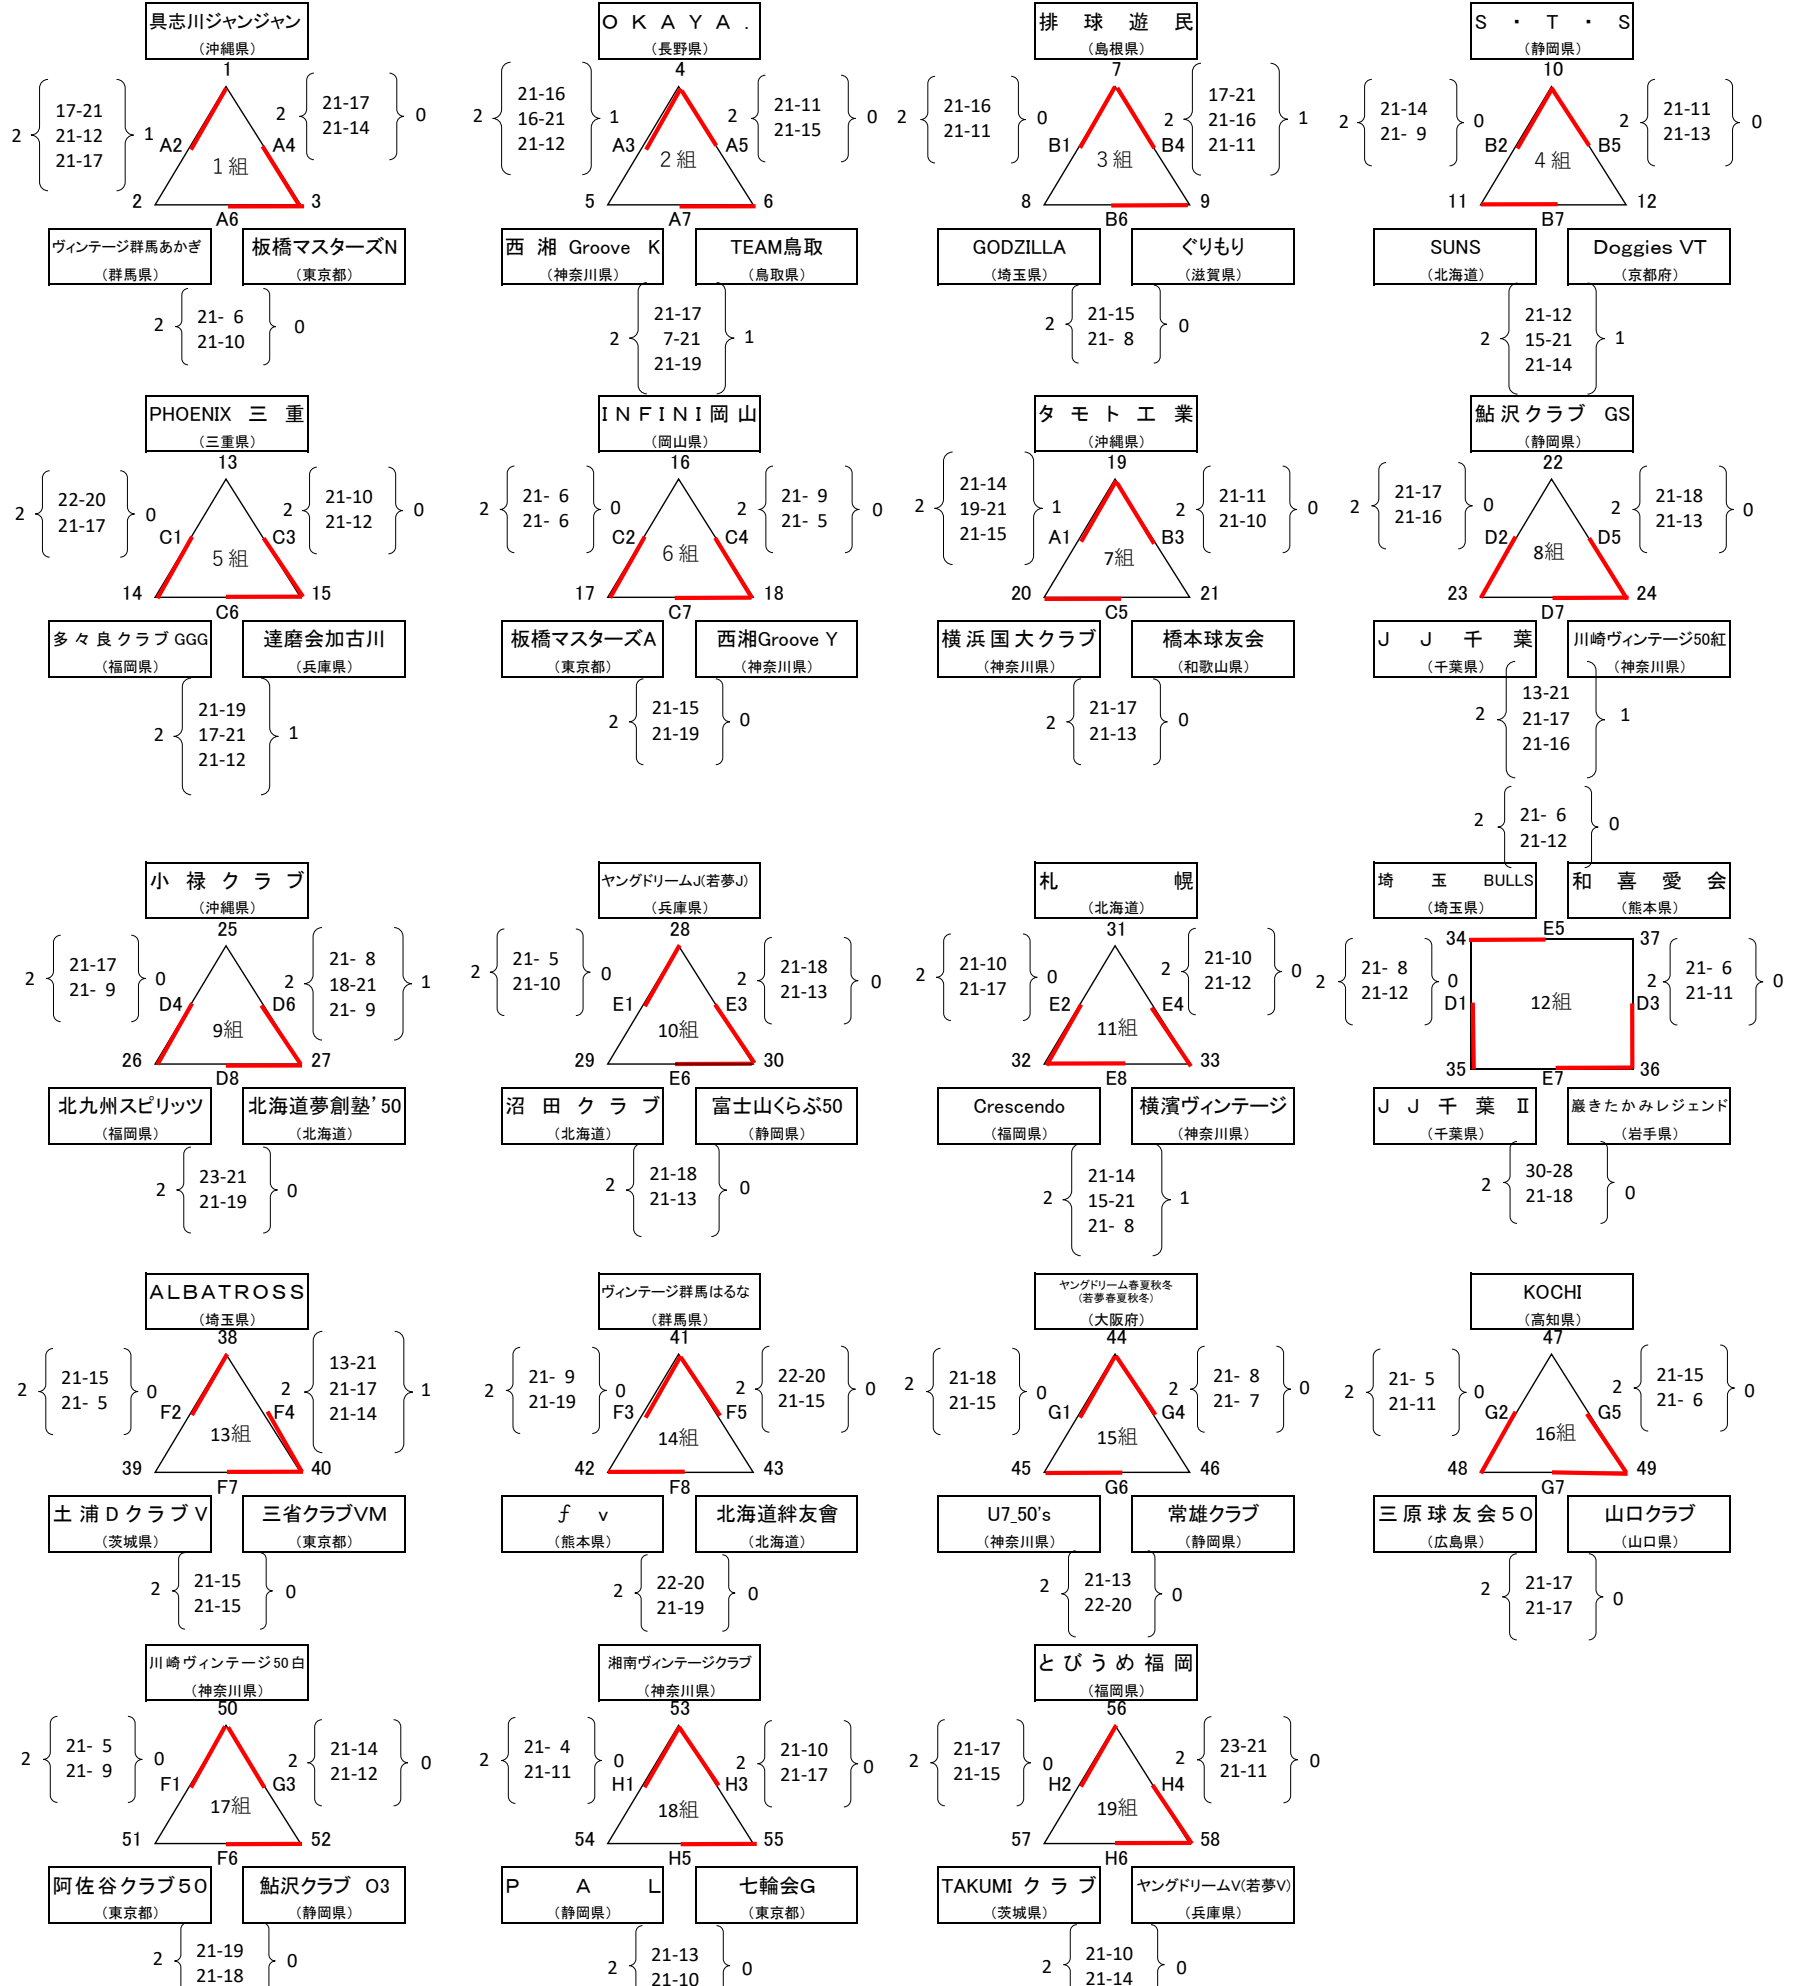 具志川ジャンジャン
（沖縄県）
1
2
17-21
21-12
21-17
1
A2
A4
2
21-17
21-14
0
1組
2
3
A6
ヴィンテージ群馬あかぎ
（群馬県）
板橋マスターズN
（東京都）
2
21- 6
21-10
0
ＯＫＡＹＡ．
（長野県）
4
2
21-16
16-21
21-12
1
A3
A5
2
21-11
21-15
0
2組
5
6
A7
西湘 Groove K
（神奈川県）
TEAM鳥取
（鳥取県）
2
21-17
7-21
21-19
1
排球遊民
（島根県）
7
2
21-16
21-11
0
B1
B4
2
17-21
21-16
21-11
1
3組
8
9
B6
GODZILLA
（埼玉県）
ぐりもり
（滋賀県）
2
21-15
21- 8
0
Ｓ・Ｔ・Ｓ
（静岡県）
10
2
21-14
21- 9
0
B2
B5
2
21-11
21-13
0
4組
11
12
B7
SUNS
（北海道）
Doggies VT
（京都府）
2
21-12
15-21
21-14
1
PHOENIX 三重
（三重県）
13
2
22-20
21-17
0
C1
C3
2
21-10
21-12
0
5組
14
15
C6
多々良クラブ GGG
（福岡県）
達磨会加古川
（兵庫県）
2
21-19
17-21
21-12
1
ＩＮＦＩＮＩ岡山
（岡山県）
16
2
21- 6
21- 6
0
C2
C4
2
21- 9
21- 5
0
6組
17
18
C7
板橋マスターズA
（東京都）
西湘Groove Y
（神奈川県）
2
21-15
21-19
0
タモト工業
（沖縄県）
19
2
21-14
19-21
21-15
1
A1
B3
2
21-11
21-10
0
7組
20
21
C5
横浜国大クラブ
（神奈川県）
橋本球友会
（和歌山県）
2
21-17
21-13
0
鮎沢クラブ GS
（静岡県）
22
2
21-17
21-16
0
D2
D5
2
21-18
21-13
0
8組
23
24
D7
ＪＪ千葉
（千葉県）
川崎ヴィンテージ50紅
（神奈川県）
2
13-21
21-17
21-16
1
小禄クラブ
（沖縄県）
25
2
21-17
21- 9
0
D4
D6
2
21- 8
18-21
21- 9
1
9組
26
27
D8
北九州スピリッツ
（福岡県）
北海道夢創塾’50
（北海道）
2
23-21
21-19
0
ヤングドリームJ(若夢J)
（兵庫県）
28
2
21- 5
21-10
0
E1
E3
2
21-18
21-13
0
10組
29
30
E6
沼田クラブ
（北海道）
富士山くらぶ50
（静岡県）
2
21-18
21-13
0
札幌
（北海道）
31
2
21-10
21-17
0
E2
E4
2
21-10
21-12
0
11組
32
33
E8
Crescendo
（福岡県）
横濱ヴィンテージ
（神奈川県）
2
21-14
15-21
21- 8
1
2
21- 6
21-12
0
埼玉 BULLS
（埼玉県）
和喜愛会
（熊本県）
34
E5
37
2
21- 8
21-12
0
D1
D3
2
21- 6
21-11
0
12組
35
E7
36
ＪＪ千葉Ⅱ
（千葉県）
巖きたかみレジェンド
（岩手県）
2
30-28
21-18
0
ＡＬＢＡＴＲＯＳＳ
（埼玉県）
38
2
21-15
21- 5
0
F2
F4
2
13-21
21-17
21-14
1
13組
39
40
F7
土浦Ｄクラブ V
（茨城県）
三省クラブVM
（東京都）
2
21-15
21-15
0
ヴィンテージ群馬はるな
（群馬県）
41
2
21- 9
21-19
0
F3
F5
2
22-20
21-15
0
14組
42
43
F8
ｆ ｖ
（熊本県）
北海道絆友會
（北海道）
2
22-20
21-19
0
ヤングドリーム春夏秋冬
(若夢春夏秋冬)
（大阪府）
44
2
21-18
21-15
0
G1
G4
2
21- 8
21- 7
0
15組
45
46
G6
U7_50's
（神奈川県）
常雄クラブ
（静岡県）
2
21-13
22-20
0
KOCHI
（高知県）
47
2
21- 5
21-11
0
G2
G5
2
21-15
21- 6
0
16組
48
49
G7
三原球友会５０
（広島県）
山口クラブ
（山口県）
2
21-17
21-17
0
川崎ヴィンテージ50白
（神奈川県）
50
2
21- 5
21- 9
0
F1
G3
2
21-14
21-12
0
17組
51
52
F6
阿佐谷クラブ５０
（東京都）
鮎沢クラブ O3
（静岡県）
2
21-19
21-18
0
湘南ヴィンテージクラブ
（神奈川県）
53
2
21- 4
21-11
0
H1
H3
2
21-10
21-17
0
18組
54
55
H5
ＰＡＬ
（静岡県）
七輪会G
（東京都）
2
21-13
21-10
0
とびうめ福岡
（福岡県）
56
2
21-17
21-15
0
H2
H4
2
23-21
21-11
0
19組
57
58
H6
TAKUMI クラブ
（茨城県）
ヤングドリームV(若夢V)
（兵庫県）
2
21-10
21-14
0